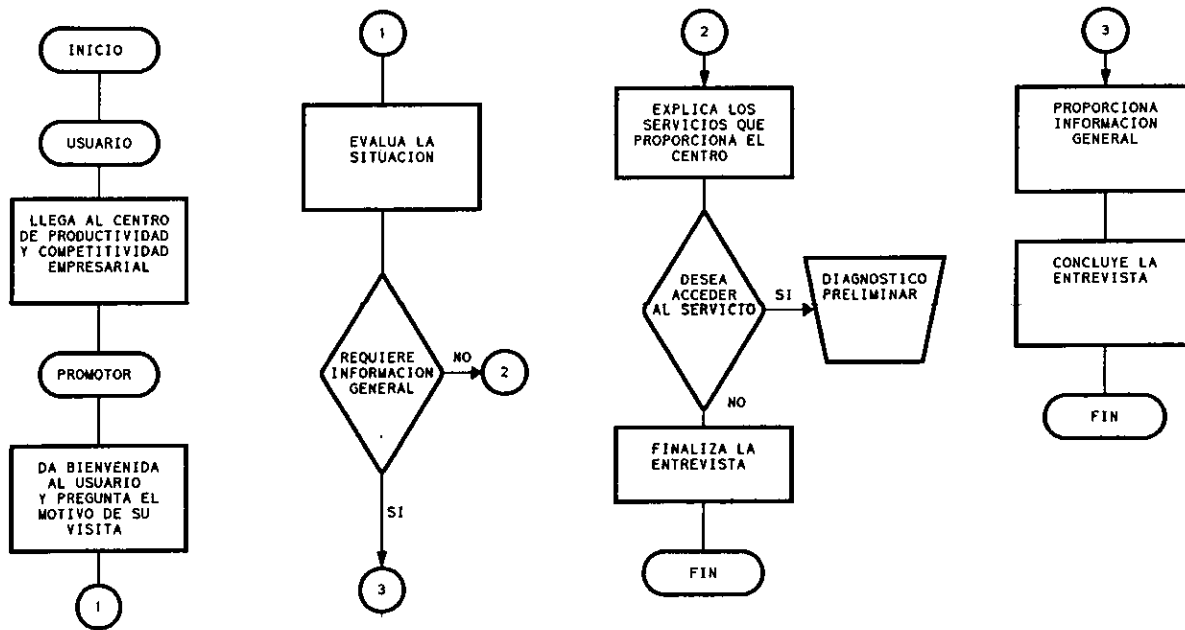 INICIO
USUARIO
LLEGA AL CENTRO
DE PRODUCTIVIDAD
Y COMPETITIVIDAD
EMPRESARIAL
PROMOTOR
DA BIENVENIDA
AL USUARIO
Y PREGUNTA EL
MOTIVO DE SU
VISITA
1
1
EVALUA LA
SITUACION
REQUIERE
INFORMACION
GENERAL
NO
2
SI
3
2
EXPLICA LOS
SERVICIOS QUE
PROPORCIONA EL
CENTRO
DESEA
ACCEDER
AL SERVICIO
SI
DIAGNOSTICO
PRELIMINAR
NO
FINALIZA LA
ENTREVISTA
FIN
3
PROPORCIONA
INFORMACION
GENERAL
CONCLUYE LA
ENTREVISTA
FIN